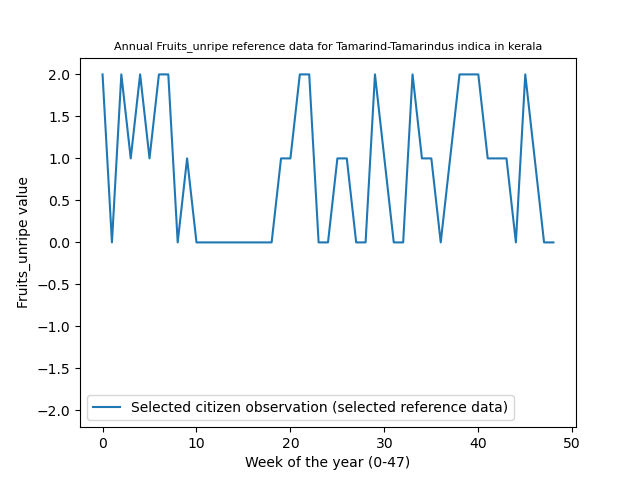 Annual Fruits_unripe reference data for Tamarind-Tamarindus indica in kerala
2.0
1.5
1.0
0.5
0.0
−0.5
−1.0
−1.5
−2.0
Fruits_unripe value
Selected citizen observation (selected reference data)
0 10 20 30 40 50
Week of the year (0-47)